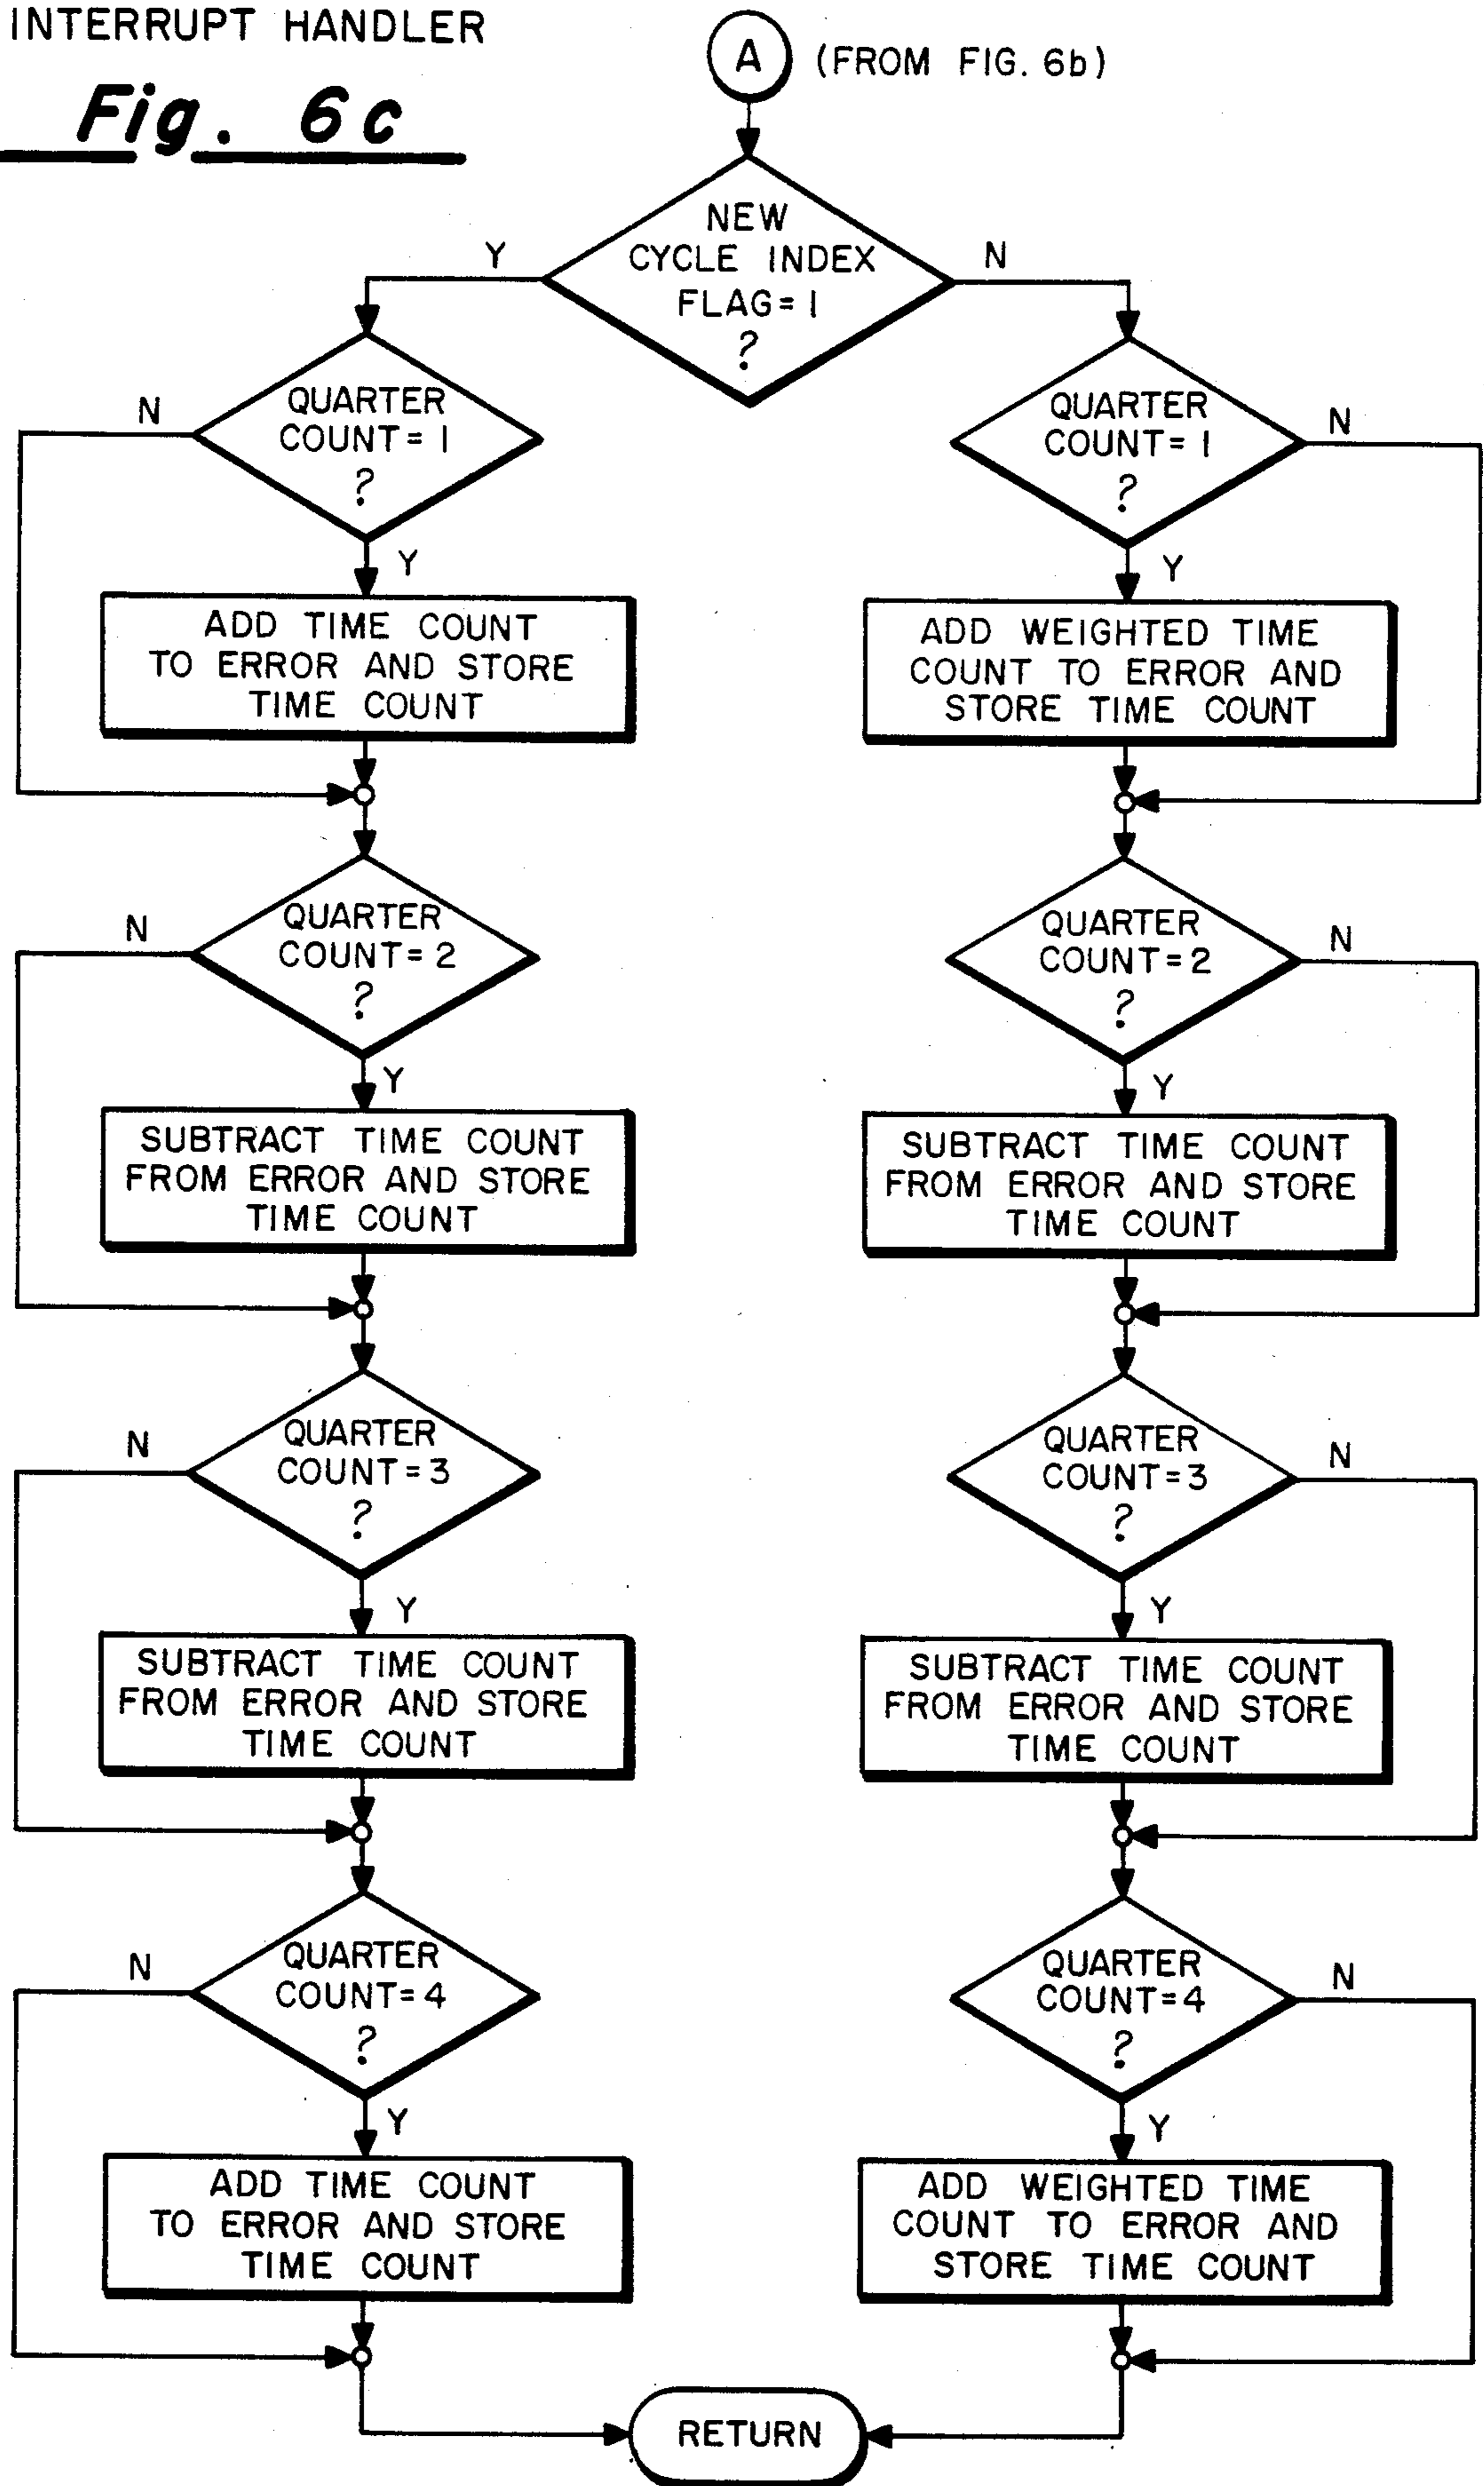 INTERRUPT HANDLER
Fig. 6c
A (FROM FIG. 6b)
NEW
CYCLE INDEX
FLAG = 1
?
Y
N
QUARTER
COUNT = 1
?
N
Y
ADD TIME COUNT
TO ERROR AND STORE
TIME COUNT
QUARTER
COUNT = 2
?
N
Y
SUBTRACT TIME COUNT
FROM ERROR AND STORE
TIME COUNT
QUARTER
COUNT = 3
?
N
Y
SUBTRACT TIME COUNT
FROM ERROR AND STORE
TIME COUNT
QUARTER
COUNT = 4
?
N
Y
ADD TIME COUNT
TO ERROR AND STORE
TIME COUNT
QUARTER
COUNT = 1
?
N
Y
ADD WEIGHTED TIME
COUNT TO ERROR AND
STORE TIME COUNT
QUARTER
COUNT = 2
?
N
Y
SUBTRACT TIME COUNT
FROM ERROR AND STORE
TIME COUNT
QUARTER
COUNT = 3
?
N
Y
SUBTRACT TIME COUNT
FROM ERROR AND STORE
TIME COUNT
QUARTER
COUNT = 4
?
N
Y
ADD WEIGHTED TIME
COUNT TO ERROR AND
STORE TIME COUNT
RETURN